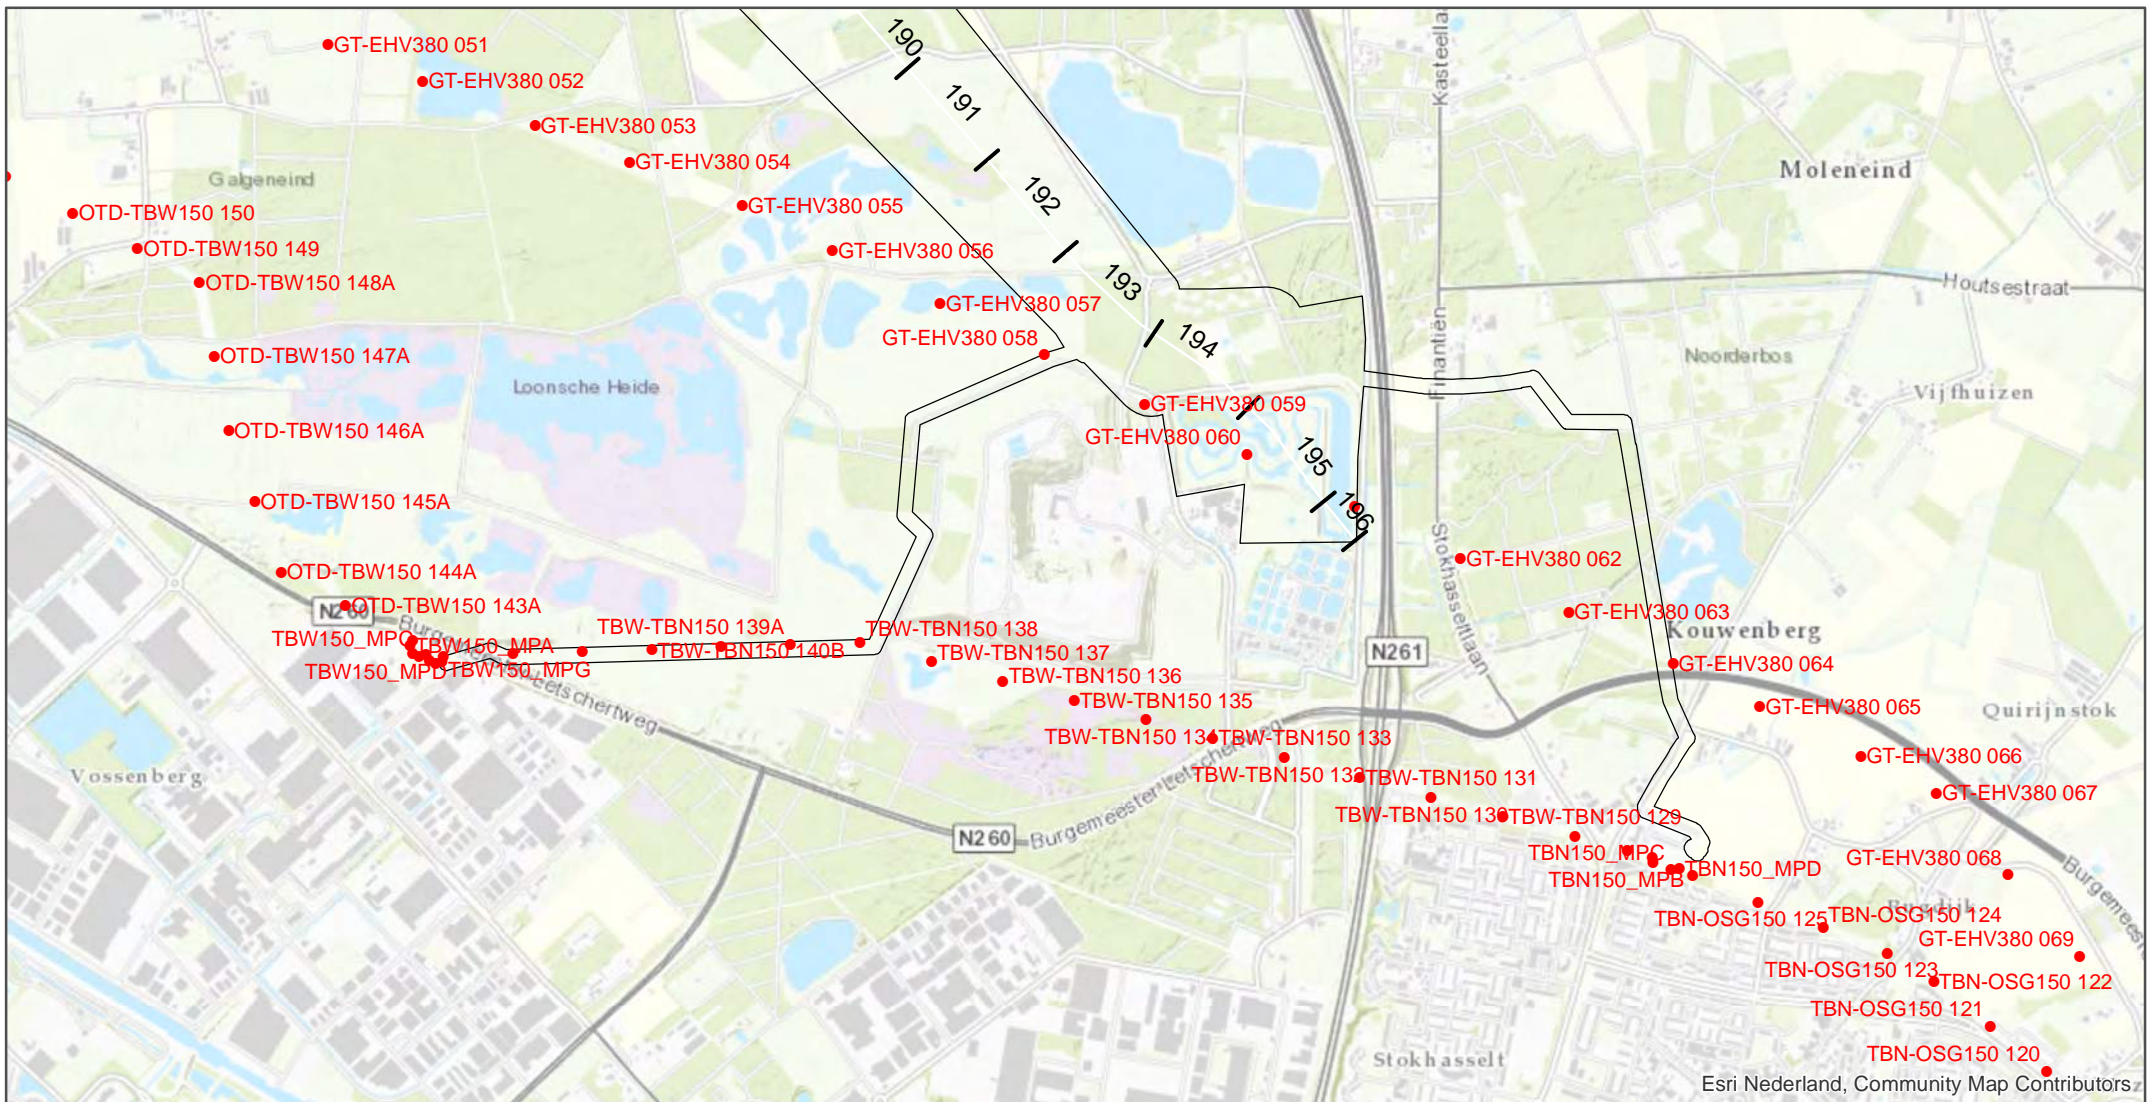 GT-EHV380 051
190
Kasteella
GT-EHV380 052
191
GT-EHV380 053
GT-EHV380 054
Moleneind
Galgeneind
192
OTD-TBW150 150
GT-EHV380 055
OTD-TBW150 149
GT-EHV380 056
OTD-TBW150 148A
193
Houtsestraat
GT-EHV380 057
GT-EHV380 058
194
Finantiën
OTD-TBW150 147A
Noorderbos
Loonsche Heide
Vijfhuizen
GT-EHV380 059
OTD-TBW150 146A
GT-EHV380 060
195
OTD-TBW150 145A
196
Stokhasseltlaan
GT-EHV380 062
OTD-TBW150 144A
N260
OTD-TBW150 143A
GT-EHV380 063
TBW-TBN150 139A
TBW-TBN150 138
Kouwenberg
TBW150_MPC
TBW150_MPA
TBW-TBN150 140B
N261
TBW-TBN150 137
GT-EHV380 064
TBW150_MPD
TBW150_MPG
TBW-TBN150 136
TBW-TBN150 135
GT-EHV380 065
Quirijnstok
TBW-TBN150 134
TBW-TBN150 133
GT-EHV380 066
Vossenberg
TBW-TBN150 132
TBW-TBN150 131
GT-EHV380 067
TBW-TBN150 130
TBW-TBN150 129
N260
Burgemeester Letschertweg
TBN150_MPC
GT-EHV380 068
TBN150_MPB
TBN150_MPD
Burgemeest
TBN-OSG150 125
TBN-OSG150 124
Rugdijk
GT-EHV380 069
TBN-OSG150 123
TBN-OSG150 122
TBN-OSG150 121
Stokhasselt
TBN-OSG150 120
Esri Nederland, Community Map Contributors